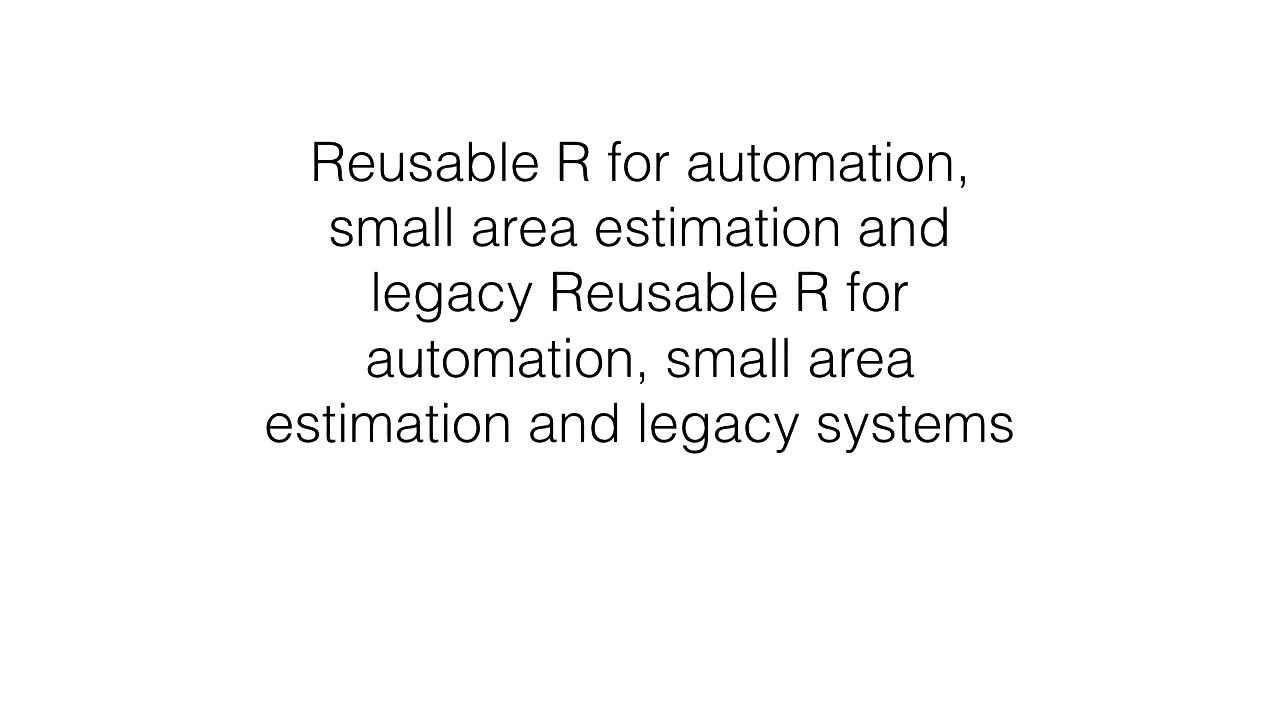 Reusable R for automation,
small area estimation and
legacy Reusable R for
automation, small area
estimation and legacy systems